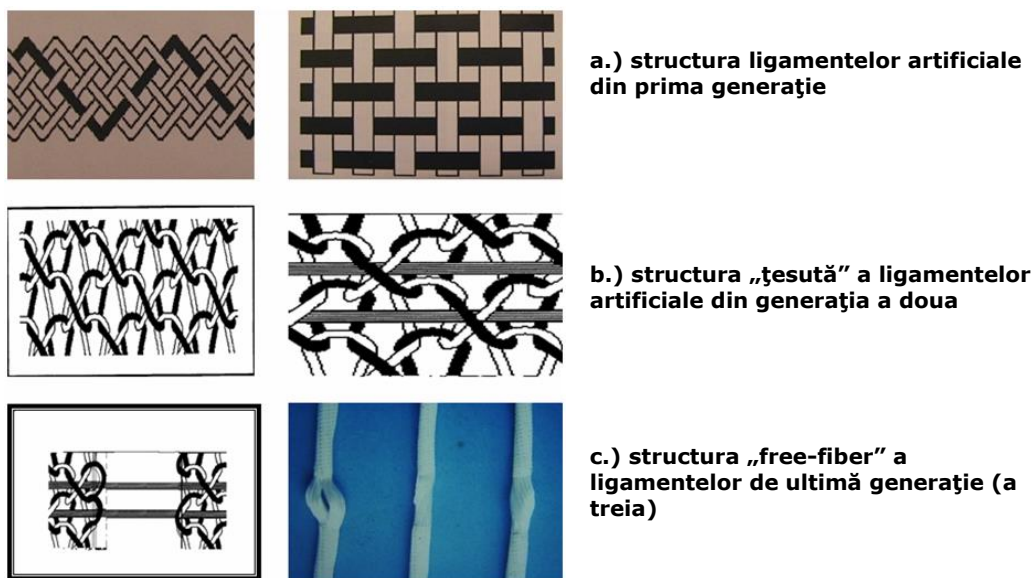 a.) structura ligamentelor artificiale
din prima generaţie
b.) structura „ţesută” a ligamentelor
artificiale din generaţia a doua
c.) structura „free-fiber” a
ligamentelor de ultimă generaţie (a
treia)